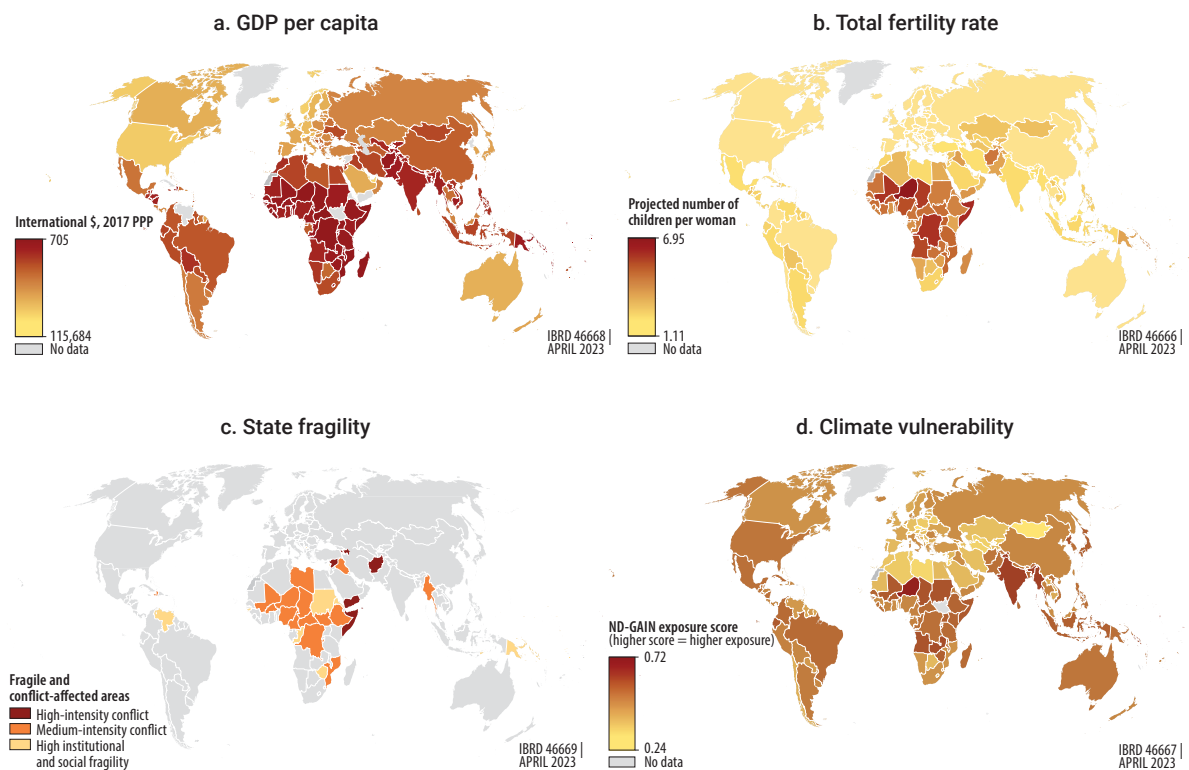 a. GDP per capita
International $, 2017 PPP
705
115,684
No data
IBRD 46668 |
APRIL 2023
b. Total fertility rate
Projected number of
children per woman
6.95
1.11
No data
IBRD 46666 |
APRIL 2023
c. State fragility
Fragile and
conflict-affected areas
High-intensity conflict
Medium-intensity conflict
High institutional
and social fragility
IBRD 46669 |
APRIL 2023
d. Climate vulnerability
ND-GAIN exposure score
(higher score = higher exposure)
0.72
0.24
No data
IBRD 46667 |
APRIL 2023